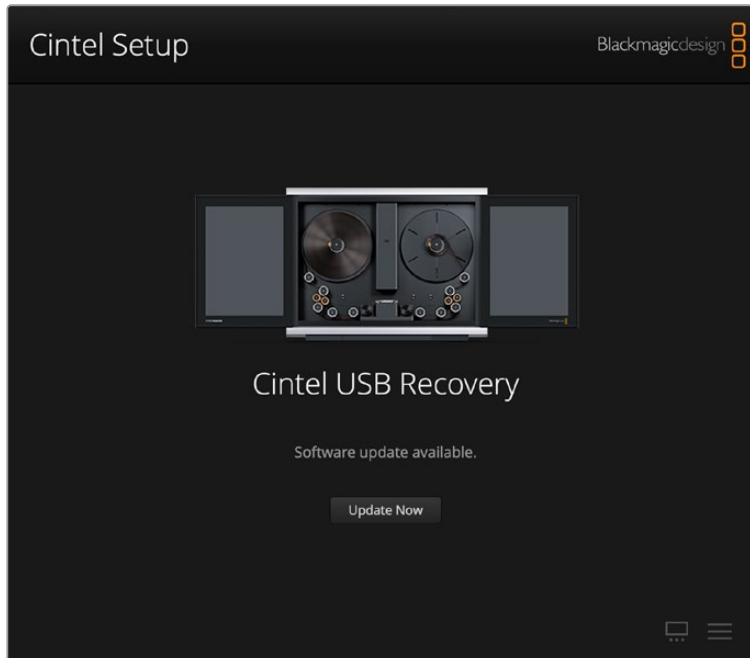 Cintel Setup
Blackmagicdesign
Cintel USB Recovery
Software update available.
Update Now